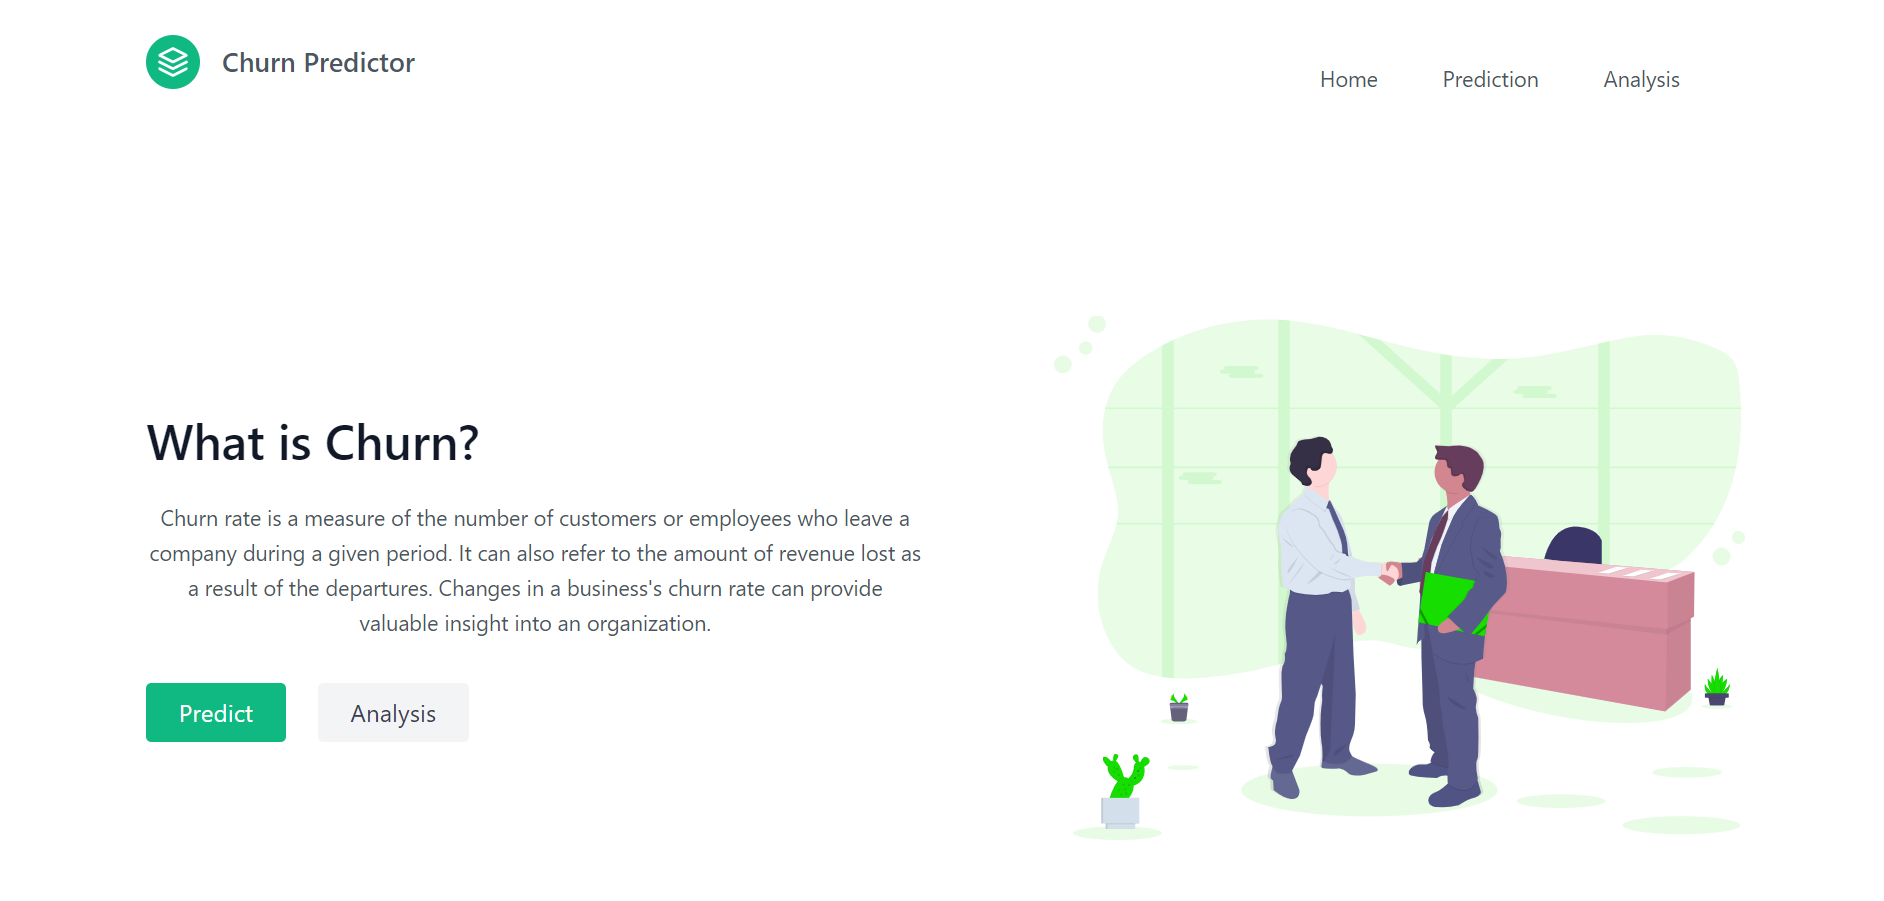 Churn Predictor
Home Prediction Analysis
What is Churn?
Churn rate is a measure of the number of customers or employees who leave a
company during a given period. It can also refer to the amount of revenue lost as
a result of the departures. Changes in a business's churn rate can provide
valuable insight into an organization.
Predict Analysis